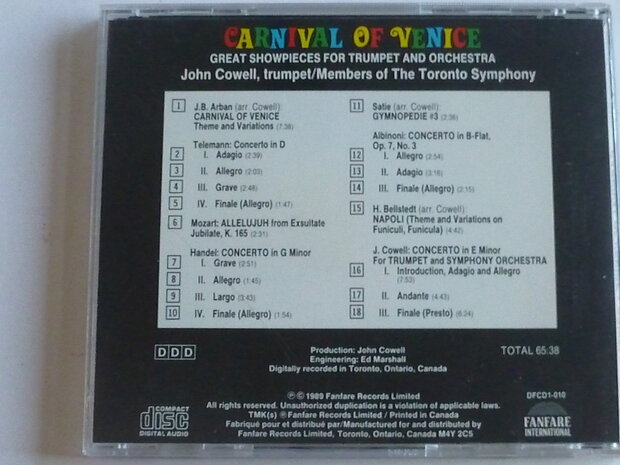 CARNIVAL OF VENICE
GREAT SHOWPIECES FOR TRUMPET AND ORCHESTRA
John Cowell, trumpet/Members of The Toronto Symphony
1 J.B. Arban (arr. Cowell):
CARNIVAL OF VENICE
Theme and Variations (7:38)
Telemann: Concerto in D
2 I. Adagio (2:39)
3 II. Allegro (2:03)
4 III. Grave (2:48)
5 IV. Finale (Allegro) (1:47)
6 Mozart: ALLELUJUH from Exsultate
Jubilate, K. 165 (2:31)
Handel: CONCERTO in G Minor
7 I. Grave (2:51)
8 II. Allegro (1:45)
9 III. Largo (3:43)
10 IV. Finale (Allegro) (1:54)
11 Satie (arr. Cowell):
GYMNOPEDIE #3 (2:36)
Albinoni: CONCERTO in B-Flat,
Op. 7, No. 3
12 I. Allegro (2:54)
13 II. Adagio (3:16)
14 III. Finale (Allegro) (2:15)
15 H. Bellstedt (arr. Cowell):
NAPOLI (Theme and Variations on
Funiculi, Funicula) (4:42)
J. Cowell: CONCERTO in E Minor
For TRUMPET and SYMPHONY ORCHESTRA
16 I. Introduction, Adagio and Allegro
(7:53)
17 II. Andante (4:43)
18 III. Finale (Presto) (6:24)
DDD
Production: John Cowell
Engineering: Ed Marshall
Digitally recorded in Toronto, Ontario, Canada
TOTAL 65:38
COMPACT
disc
DIGITAL AUDIO
℗ © 1989 Fanfare Records Limited
All rights reserved. Unauthorized duplication is a violation of applicable laws.
TMK(s) ® Fanfare Records Limited / Printed in Canada
Fabriqué pour et distribué par/Manufactured for and distributed by
Fanfare Records Limited, Toronto, Ontario, Canada M4Y 2C5
DFCD1-010
FANFARE
INTERNATIONAL